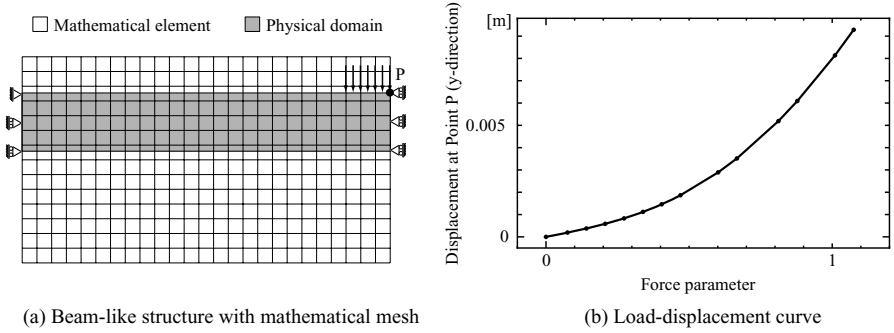 Mathematical element
Physical domain
P
(a) Beam-like structure with mathematical mesh
[m]
Displacement at Point P (y-direction)
0.005
0
0
1
Force parameter
(b) Load-displacement curve